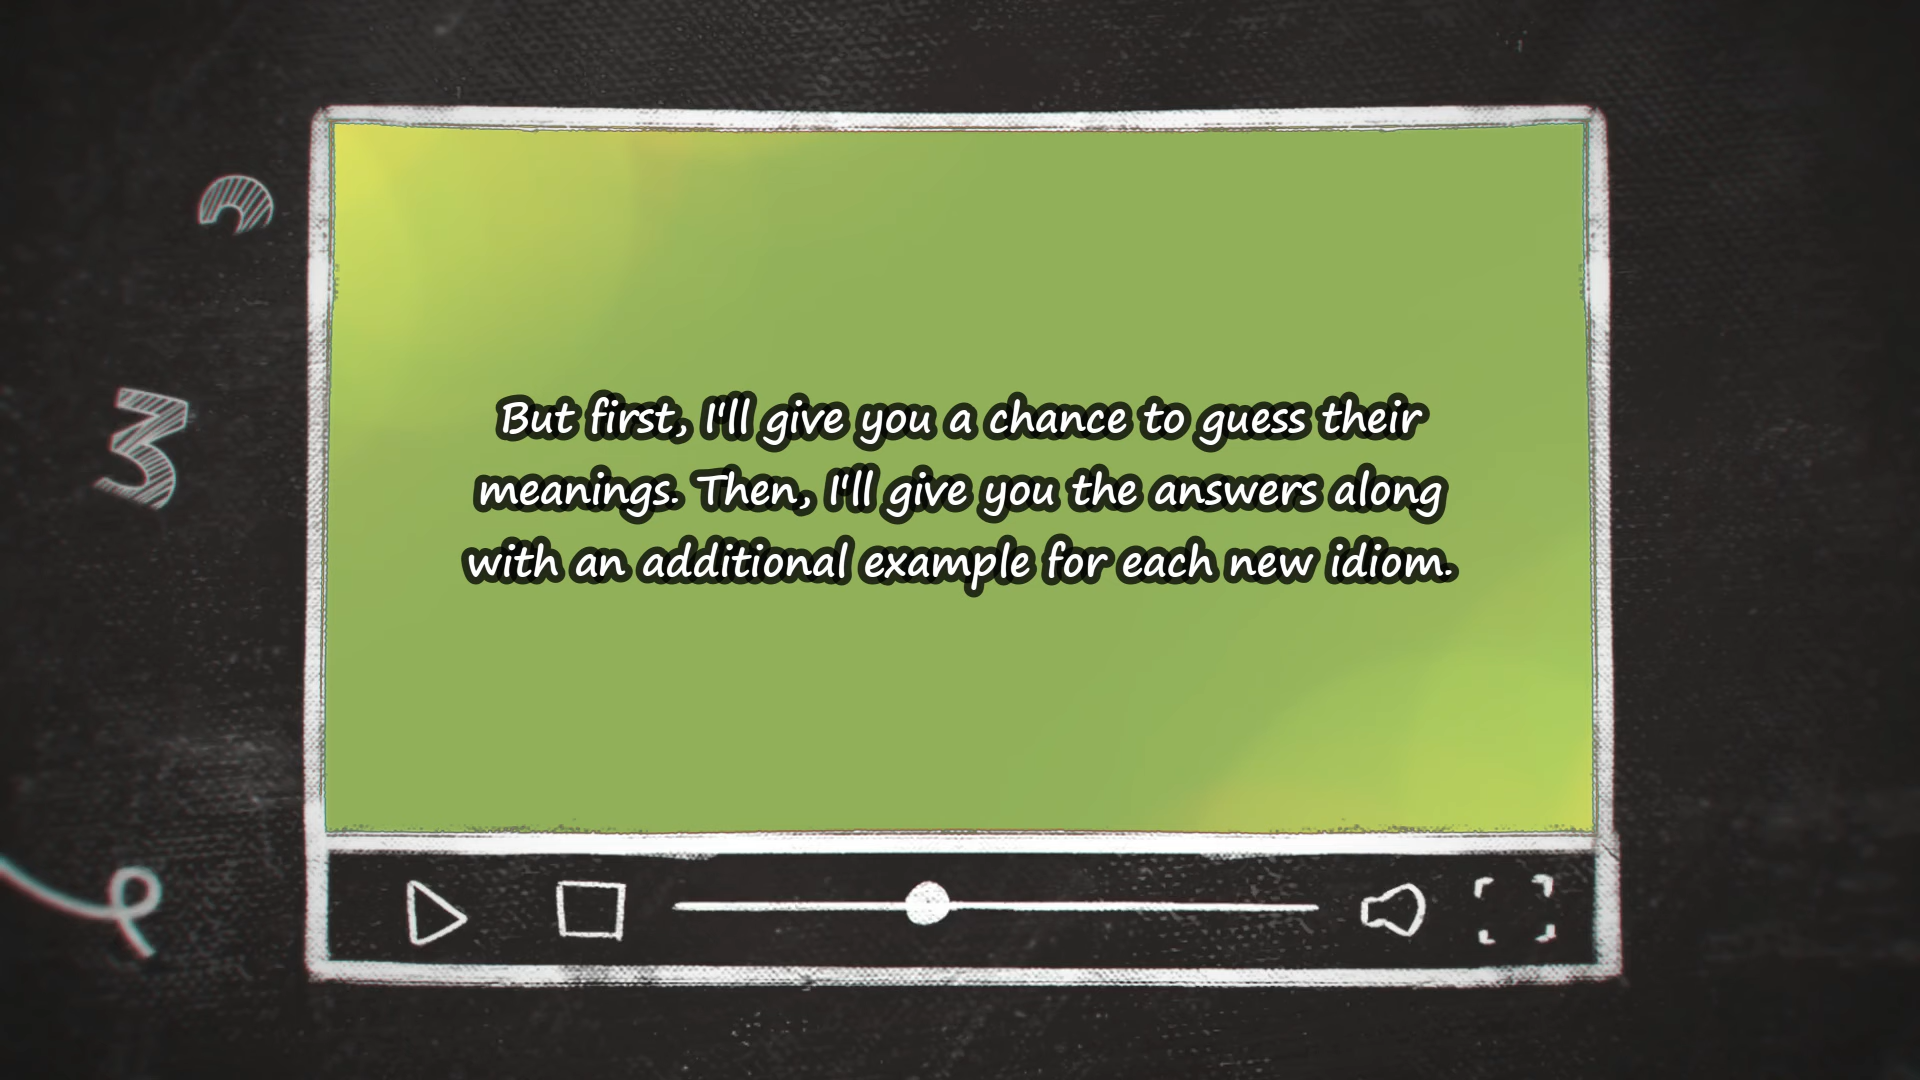 But first, I'll give you a chance to guess their
meanings. Then, I'll give you the answers along
with an additional example for each new idiom.